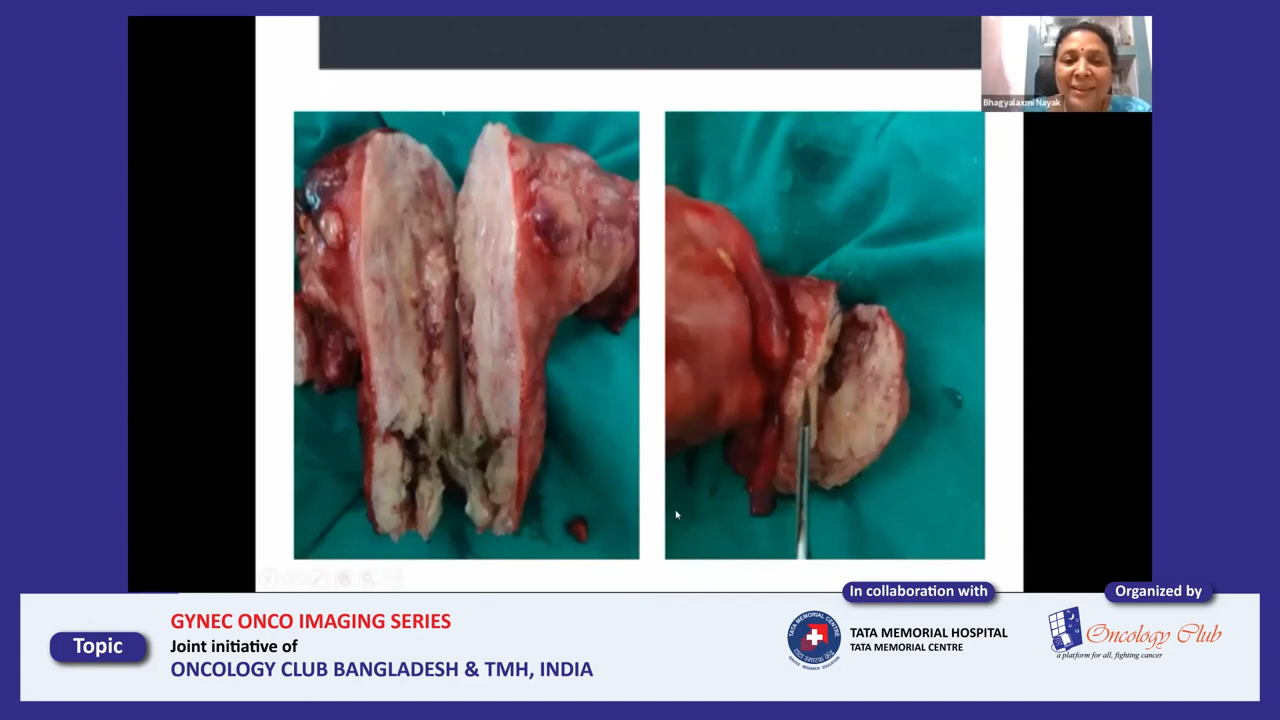 Bhagyalaxmi Nayak
In collaboration with
Organized by
Topic
GYNEC ONCO IMAGING SERIES
Joint initiative of
ONCOLOGY CLUB BANGLADESH & TMH, INDIA
TATA MEMORIAL HOSPITAL
TATA MEMORIAL CENTRE
Oncology Club
a platform for all, fighting cancer